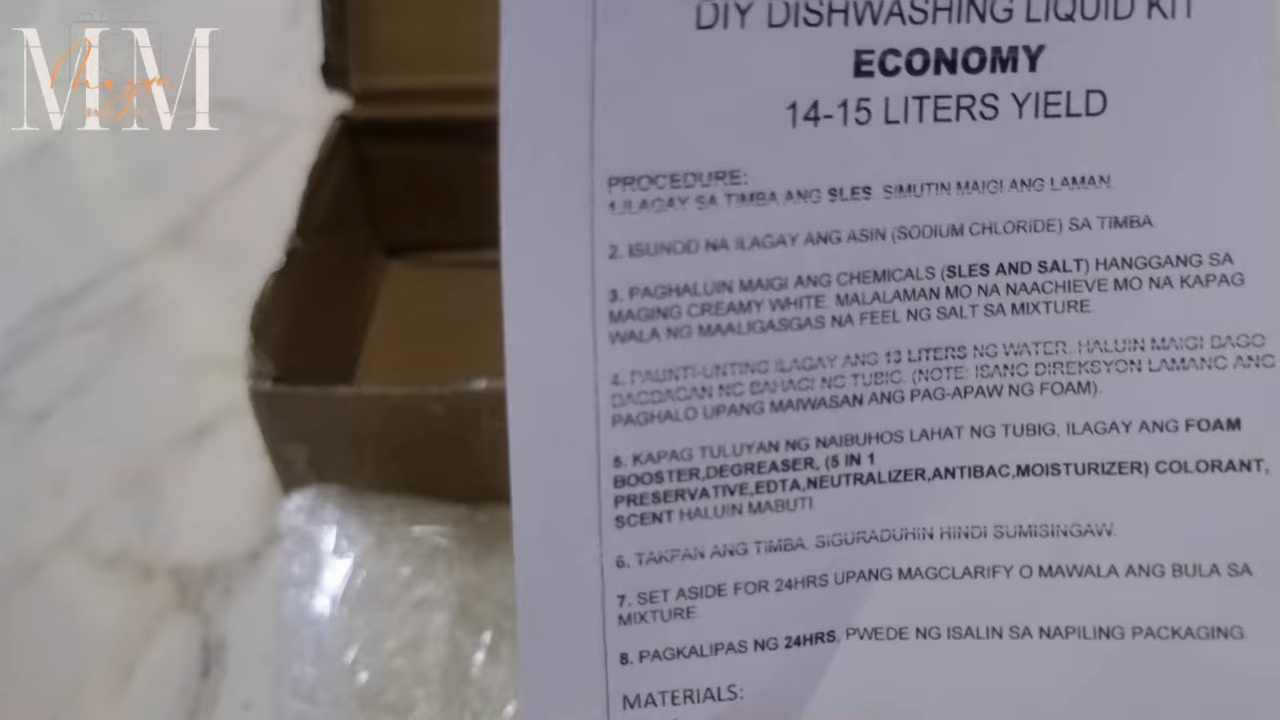 MM
DIY DISHWASHING LIQUID KIT
ECONOMY
14-15 LITERS YIELD
PROCEDURE:
1.ILAGAY SA TIMBA ANG SLES SIMUTIN MAIGI ANG LAMAN.
2. ISUNOD NA ILAGAY ANG ASIN (SODIUM CHLORIDE) SA TIMBA.
3. PAGHALUIN MAIGI ANG CHEMICALS (SLES AND SALT) HANGGANG SA
MAGING CREAMY WHITE. MALALAMAN MO NA NAACHIEVE MO NA KAPAG
WALA NG MAALIGASGAS NA FEEL NG SALT SA MIXTURE.
4. PAUNTI-UNTING ILAGAY ANG 13 LITERS NG WATER. HALUIN MAIGI BAGO
DAGDAGAN NG BAHAGI NG TUBIG. (NOTE: ISANG DIREKSYON LAMANG ANG
PAGHALO UPANG MAIWASAN ANG PAG-APAW NG FOAM).
5. KAPAG TULUYAN NG NAIBUHOS LAHAT NG TUBIG, ILAGAY ANG FOAM
BOOSTER,DEGREASER, (5 IN 1
PRESERVATIVE,EDTA,NEUTRALIZER,ANTIBAC,MOISTURIZER) COLORANT,
SCENT HALUIN MABUTI
6. TAKPAN ANG TIMBA. SIGURADUHIN HINDI SUMISINGAW.
7. SET ASIDE FOR 24HRS UPANG MAGCLARIFY O MAWALA ANG BULA SA
MIXTURE.
8. PAGKALIPAS NG 24HRS, PWEDE NG ISALIN SA NAPILING PACKAGING.
MATERIALS: